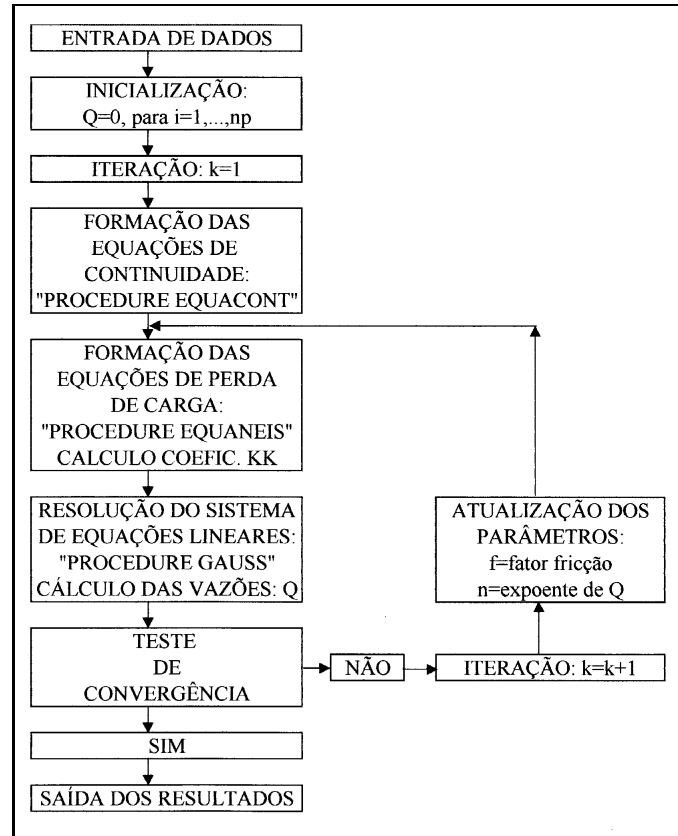 ENTRADA DE DADOS
INICIALIZAÇÃO:
Q=0, para i=1,...,np
ITERAÇÃO: k=1
FORMAÇÃO DAS
EQUAÇÕES DE
CONTINUIDADE:
"PROCEDURE EQUACONT"
FORMAÇÃO DAS
EQUAÇÕES DE PERDA
DE CARGA:
"PROCEDURE EQUANEIS"
CALCULO COEFIC. KK
RESOLUÇÃO DO SISTEMA
DE EQUAÇÕES LINEARES:
"PROCEDURE GAUSS"
CÁLCULO DAS VAZÕES: Q
TESTE
DE
CONVERGÊNCIA
NÃO
ITERAÇÃO: k=k+1
ATUALIZAÇÃO DOS
PARÂMETROS:
f=fator fricção
n=expoente de Q
SIM
SAÍDA DOS RESULTADOS